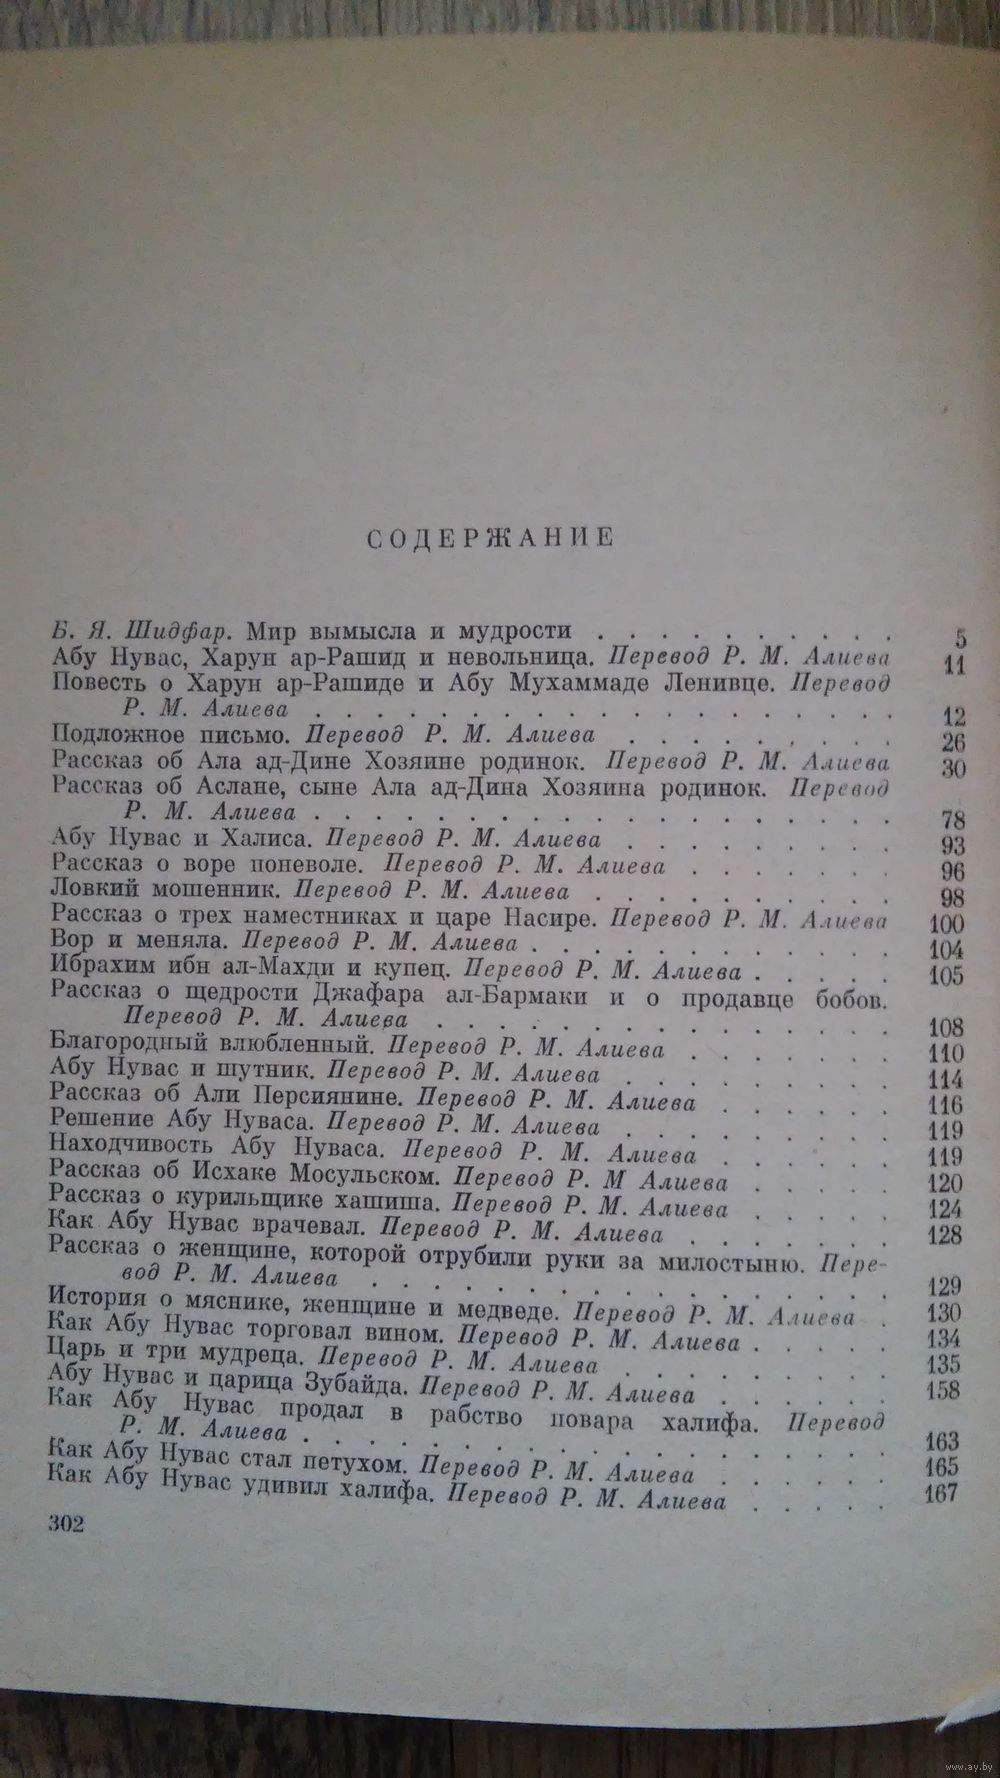 СОДЕРЖАНИЕ
Б. Я. Шидфар. Мир вымысла и мудрости . . . . . . . . . . 5
Абу Нувас, Харун ар-Рашид и невольница. Перевод Р. М. Алиева 11
Повесть о Харун ар-Рашиде и Абу Мухаммаде Ленивце. Перевод
Р. М. Алиева . . . . . . . . . . . . . . . . . . . 12
Подложное письмо. Перевод Р. М. Алиева . . . . . . . . . 26
Рассказ об Ала ад-Дине Хозяине родинок. Перевод Р. М. Алиева 30
Рассказ об Аслане, сыне Ала ад-Дина Хозяина родинок. Перевод
Р. М. Алиева . . . . . . . . . . . . . . . . . . . 78
Абу Нувас и Халиса. Перевод Р. М. Алиева . . . . . . . . . 93
Рассказ о воре поневоле. Перевод Р. М. Алиева . . . . . . . 96
Ловкий мошенник. Перевод Р. М. Алиева . . . . . . . . . . 98
Рассказ о трех наместниках и царе Насире. Перевод Р. М. Алиева 100
Вор и меняла. Перевод Р. М. Алиева . . . . . . . . . . . . 104
Ибрахим ибн ал-Махди и купец. Перевод Р. М. Алиева . . . . . 105
Рассказ о щедрости Джафара ал-Бармаки и о продавце бобов.
Перевод Р. М. Алиева . . . . . . . . . . . . . . . 108
Благородный влюбленный. Перевод Р. М. Алиева . . . . . . . 110
Абу Нувас и шутник. Перевод Р. М. Алиева . . . . . . . . . 114
Рассказ об Али Персиянине. Перевод Р. М. Алиева . . . . . . 116
Решение Абу Нуваса. Перевод Р. М. Алиева . . . . . . . . . 119
Находчивость Абу Нуваса. Перевод Р. М. Алиева . . . . . . 119
Рассказ об Исхаке Мосульском. Перевод Р. М Алиева . . . . . 120
Рассказ о курильщике хашиша. Перевод Р. М. Алиева . . . . . 124
Как Абу Нувас врачевал. Перевод Р. М. Алиева . . . . . . . 128
Рассказ о женщине, которой отрубили руки за милостыню. Пере-
вод Р. М. Алиева . . . . . . . . . . . . . . . . . 129
История о мяснике, женщине и медведе. Перевод Р. М. Алиева . 130
Как Абу Нувас торговал вином. Перевод Р. М. Алиева . . . . . 134
Царь и три мудреца. Перевод Р. М. Алиева . . . . . . . . . 135
Абу Нувас и царица Зубайда. Перевод Р. М. Алиева . . . . . . 158
Как Абу Нувас продал в рабство повара халифа. Перевод
Р. М. Алиева . . . . . . . . . . . . . . . . . . . 163
Как Абу Нувас стал петухом. Перевод Р. М. Алиева . . . . . . 165
Как Абу Нувас удивил халифа. Перевод Р. М. Алиева . . . . . 167
302
www.ay.by